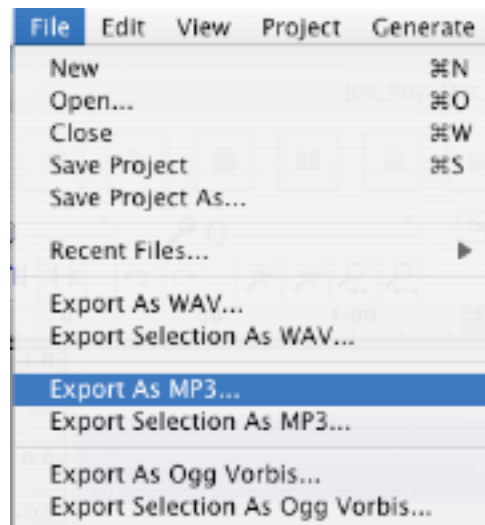 File Edit View Project Generate
New ⌘N
Open... ⌘O
Close ⌘W
Save Project ⌘S
Save Project As...
Recent Files...
Export As WAV...
Export Selection As WAV...
Export As MP3...
Export Selection As MP3...
Export As Ogg Vorbis...
Export Selection As Ogg Vorbis...